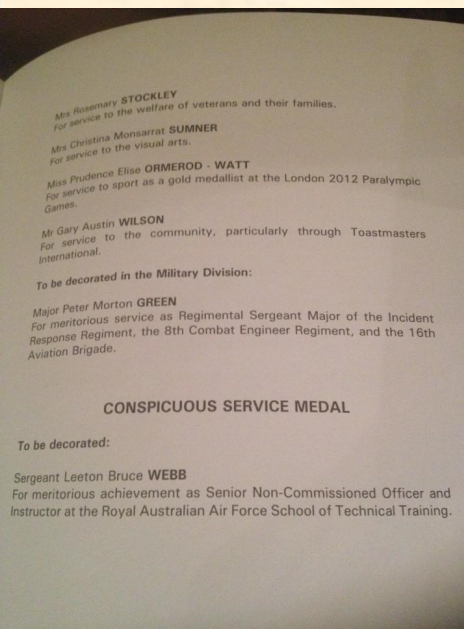 Mrs Rosemary STOCKLEY
For service to the welfare of veterans and their families.
Mrs Christina Monsarrat SUMNER
For service to the visual arts.
Miss Prudence Elise ORMEROD - WATT
For service to sport as a gold medallist at the London 2012 Paralympic
Games.
Mr Gary Austin WILSON
For service to the community, particularly through Toastmasters
International.
To be decorated in the Military Division:
Major Peter Morton GREEN
For meritorious service as Regimental Sergeant Major of the Incident
Response Regiment, the 8th Combat Engineer Regiment, and the 16th
Aviation Brigade.
CONSPICUOUS SERVICE MEDAL
To be decorated:
Sergeant Leeton Bruce WEBB
For meritorious achievement as Senior Non-Commissioned Officer and
Instructor at the Royal Australian Air Force School of Technical Training.